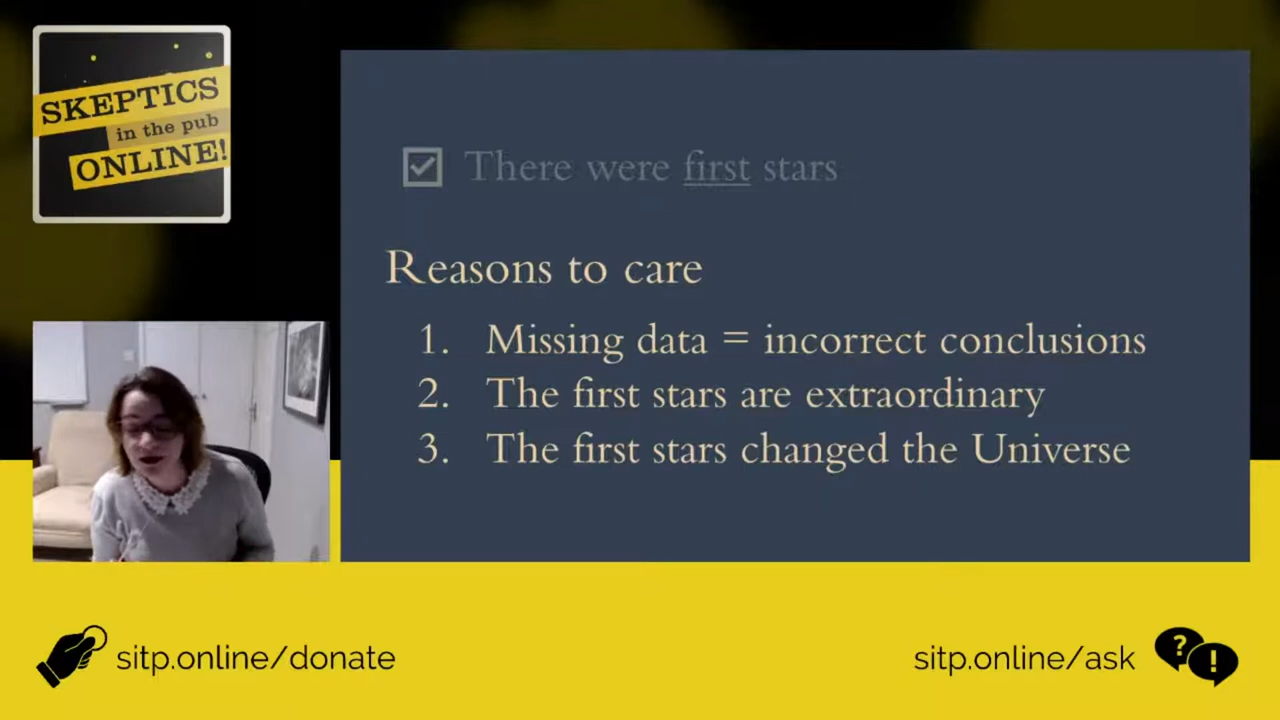 SKEPTICS
in the pub
ONLINE!
There were first stars
Reasons to care
1. Missing data = incorrect conclusions
2. The first stars are extraordinary
3. The first stars changed the Universe
sitp.online/donate
sitp.online/ask
? !